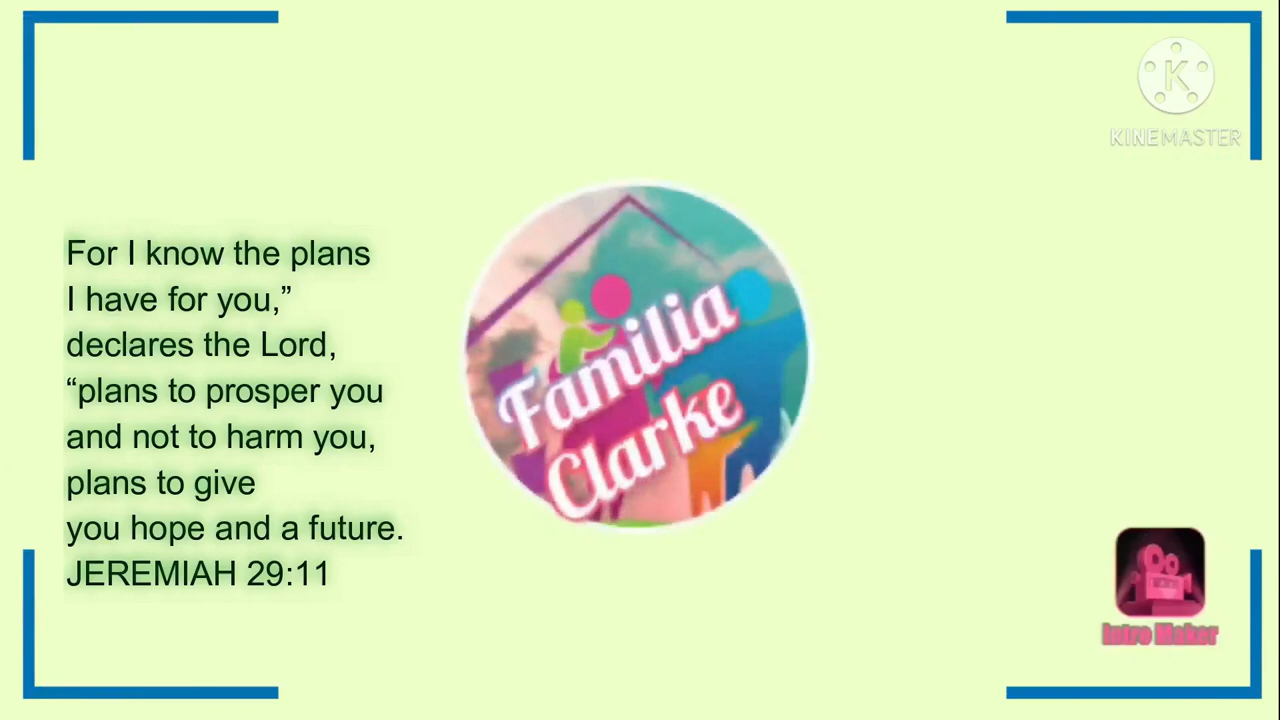 KINEMASTER
For I know the plans
I have for you,”
declares the Lord,
“plans to prosper you
and not to harm you,
plans to give
you hope and a future.
JEREMIAH 29:11
Familia
Clarke
Intro Maker